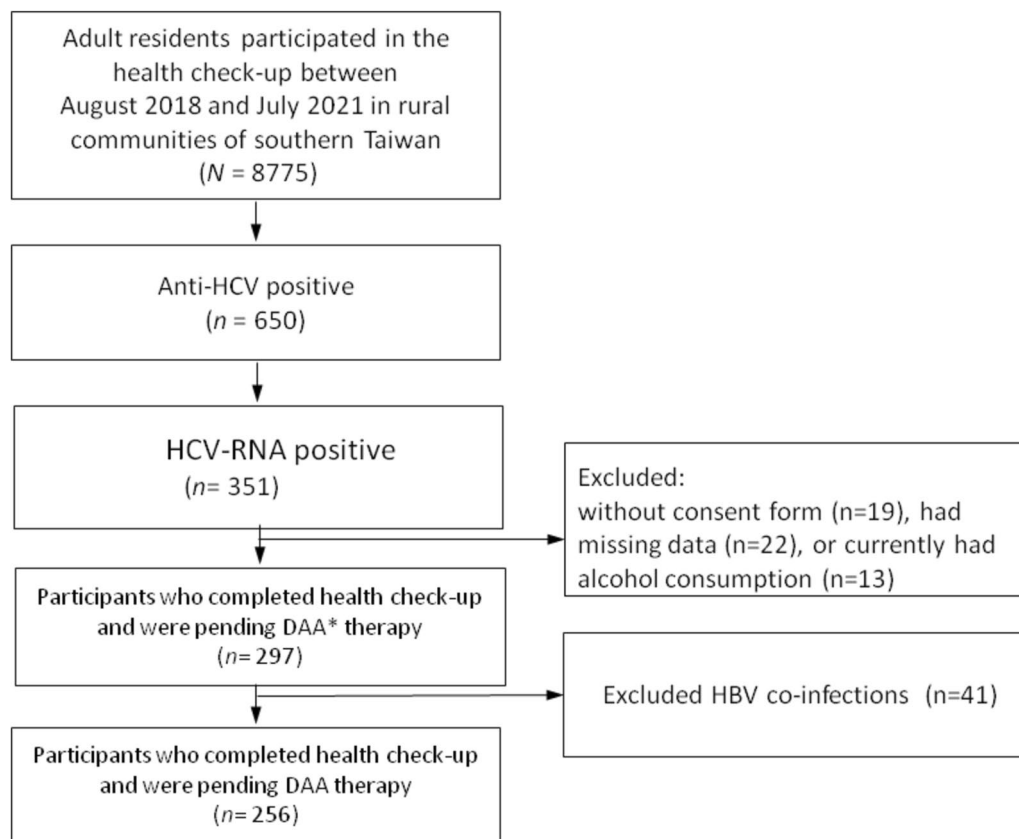 Adult residents participated in the
health check-up between
August 2018 and July 2021 in rural
communities of southern Taiwan
(N = 8775)
Anti-HCV positive
(n = 650)
HCV-RNA positive
(n= 351)
Excluded:
without consent form (n=19), had
missing data (n=22), or currently had
alcohol consumption (n=13)
Participants who completed health check-up
and were pending DAA* therapy
(n= 297)
Excluded HBV co-infections (n=41)
Participants who completed health check-up
and were pending DAA therapy
(n= 256)